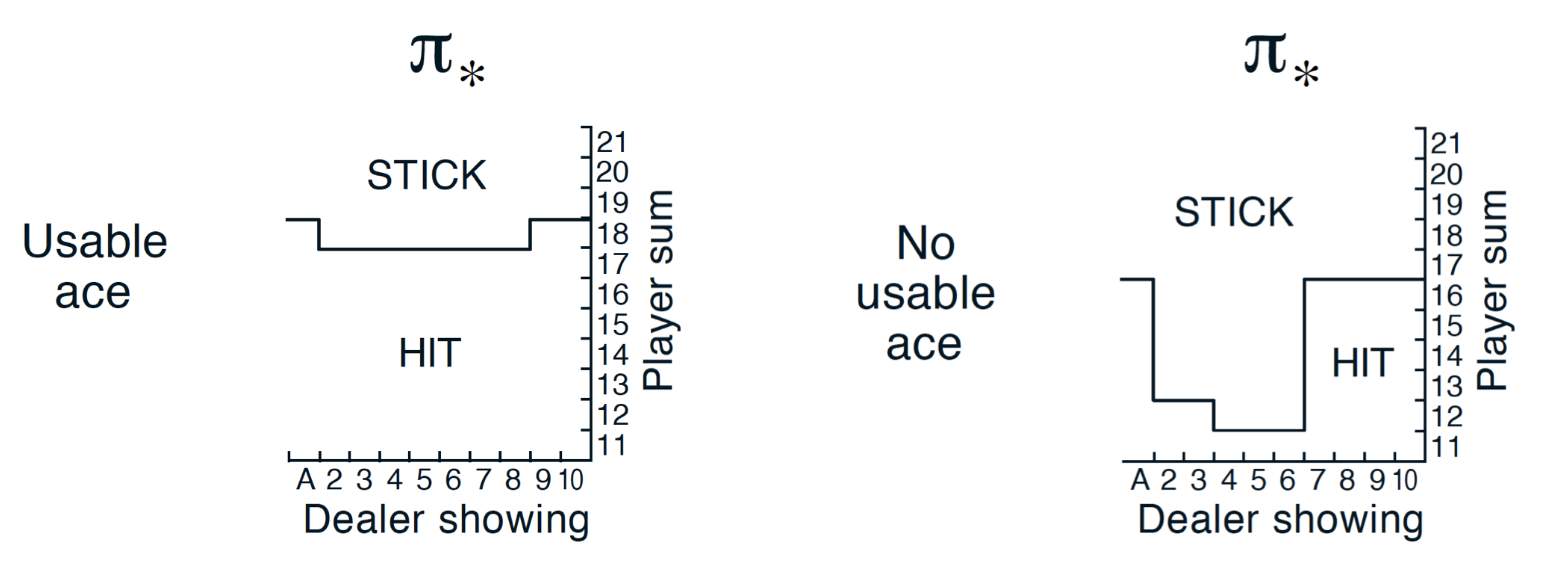 π*
STICK
Usable
ace
HIT
21
20
19
18
17
16
15
14
13
12
11
Player sum
A 2 3 4 5 6 7 8 9 10
Dealer showing
π*
STICK
No
usable
ace
HIT
21
20
19
18
17
16
15
14
13
12
11
Player sum
A 2 3 4 5 6 7 8 9 10
Dealer showing